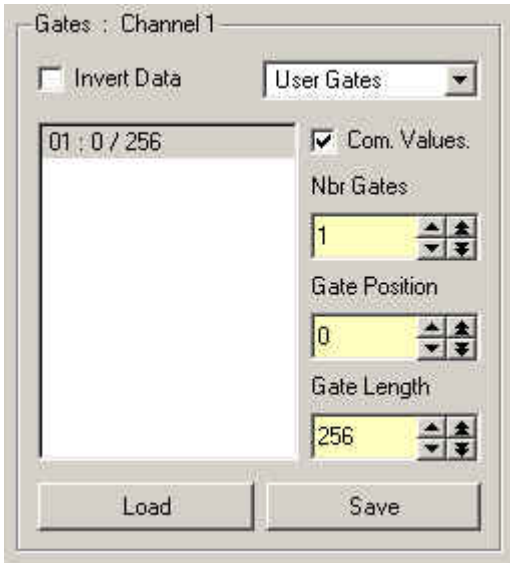 Gates : Channel 1
Invert Data
User Gates
01 : 0 / 256
Com. Values.
Nbr Gates
1
Gate Position
0
Gate Length
256
Load
Save